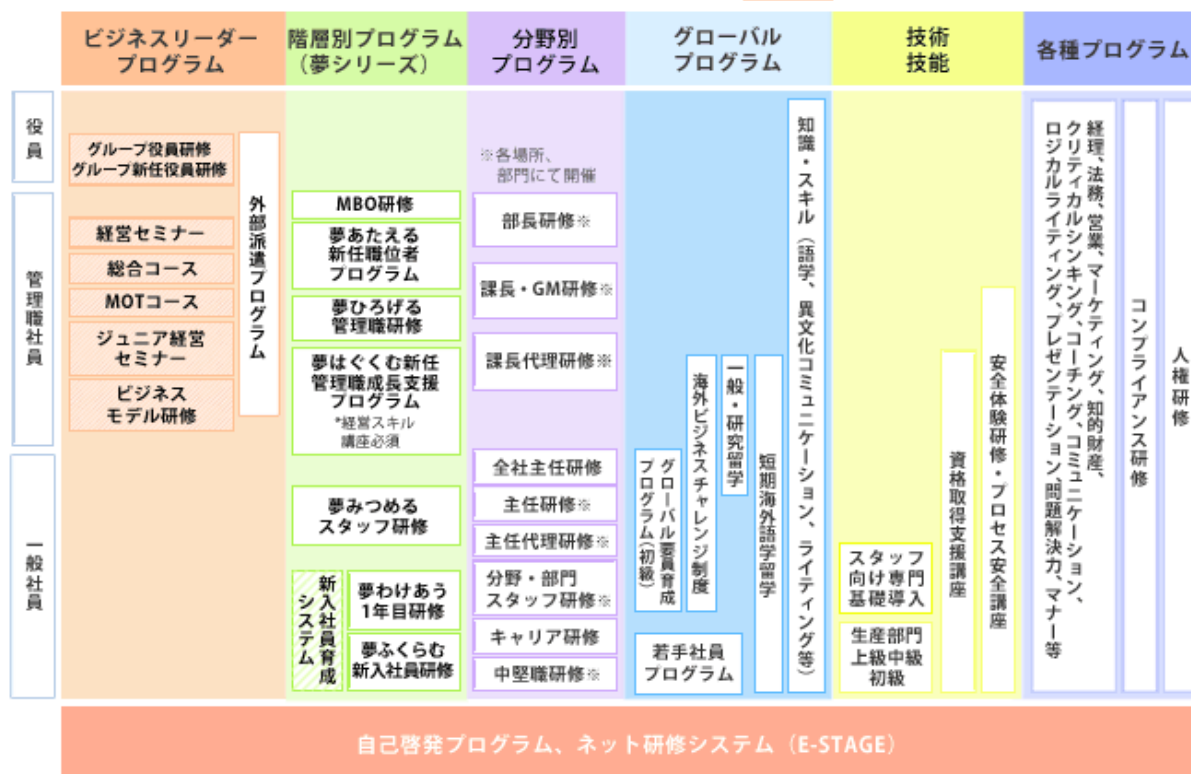 ビジネスリーダー
プログラム
階層別プログラム
（夢シリーズ）
分野別
プログラム
グローバル
プログラム
技術
技能
各種プログラム
役員
管理職社員
一般社員
グループ役員研修
グループ新任役員研修
経営セミナー
総合コース
MOTコース
ジュニア経営
セミナー
ビジネス
モデル研修
外部派遣プログラム
MBO研修
夢あたえる
新任職位者
プログラム
夢ひろげる
管理職研修
夢はぐくむ新任
管理職成長支援
プログラム
*経営スキル
講座必須
夢みつめる
スタッフ研修
新入社員育成
システム
夢わけあう
1年目研修
夢ふくらむ
新入社員研修
※各場所、
部門にて開催
部長研修※
課長・GM研修※
課長代理研修※
全社主任研修
主任研修※
主任代理研修※
分野・部門
スタッフ研修※
キャリア研修
中堅職研修※
グローバル要員育成
プログラム（初級）
海外ビジネスチャレンジ制度
一般・研究留学
短期海外語学留学
知識・スキル（語学、異文化コミュニケーション、ライティング等）
若手社員
プログラム
スタッフ
向け専門
基礎導入
生産部門
上級中級
初級
資格取得支援講座
安全体験研修・プロセス安全講座
経理、法務、営業、マーケティング、知的財産、
クリティカルシンキング、コーチング、コミュニケーション、
ロジカルライティング、プレゼンテーション、問題解決力、マナー等
コンプライアンス研修
人権研修
自己啓発プログラム、ネット研修システム（E-STAGE）